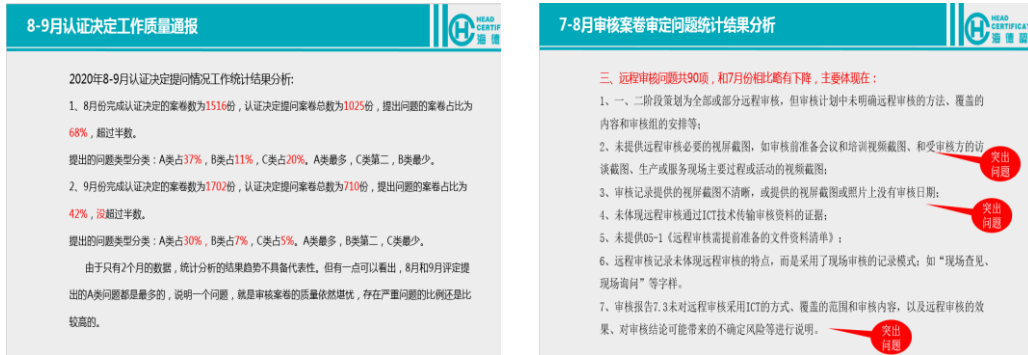 8-9月认证决定工作质量通报
HEAD
CERTIF
海德
2020年8-9月认证决定提问情况工作统计结果分析:
1、8月份完成认证决定的案卷数为1516份，认证决定提问案卷总数为1025份，提出问题的案卷占比为
68%，超过半数。
提出的问题类型分类：A类占37%，B类占11%，C类占20%。A类最多，C类第二，B类最少。
2、9月份完成认证决定的案卷数为1702份，认证决定提问案卷总数为710份，提出问题的案卷占比为
42%，没超过半数。
提出的问题类型分类：A类占30%，B类占7%，C类占5%。A类最多，B类第二，C类最少。
由于只有2个月的数据，统计分析的结果趋势不具备代表性。但有一点可以看出，8月和9月评定提
出的A类问题都是最多的，说明一个问题，就是审核案卷的质量依然堪忧，存在严重问题的比例还是比
较高的。
7-8月审核案卷审定问题统计结果分析
HEAD
CERTIFICA
海德
三、远程审核问题共90项，和7月份相比略有下降，主要体现在：
1、一、二阶段策划为全部或部分远程审核，但审核计划中未明确远程审核的方法、覆盖的
内容和审核组的安排等;
2、未提供远程审核必要的视屏截图，如审核前准备会议和培训视频截图、和受审核方的访
谈截图、生产或服务现场主要过程或活动的视频截图;
突出
问题
3、审核记录提供的视屏截图不清晰，或提供的视屏截图或照片上没有审核日期;
突出
问题
4、未体现远程审核通过ICT技术传输审核资料的证据;
5、未提供05-1《远程审核需提前准备的文件资料清单》;
6、远程审核记录未体现远程审核的特点，而是采用了现场审核的记录模式; 如“现场查见、
现场询问”等字样。
7、审核报告7.3未对远程审核采用ICT的方式、覆盖的范围和审核内容，以及远程审核的效
果、对审核结论可能带来的不确定风险等进行说明。
突出
问题